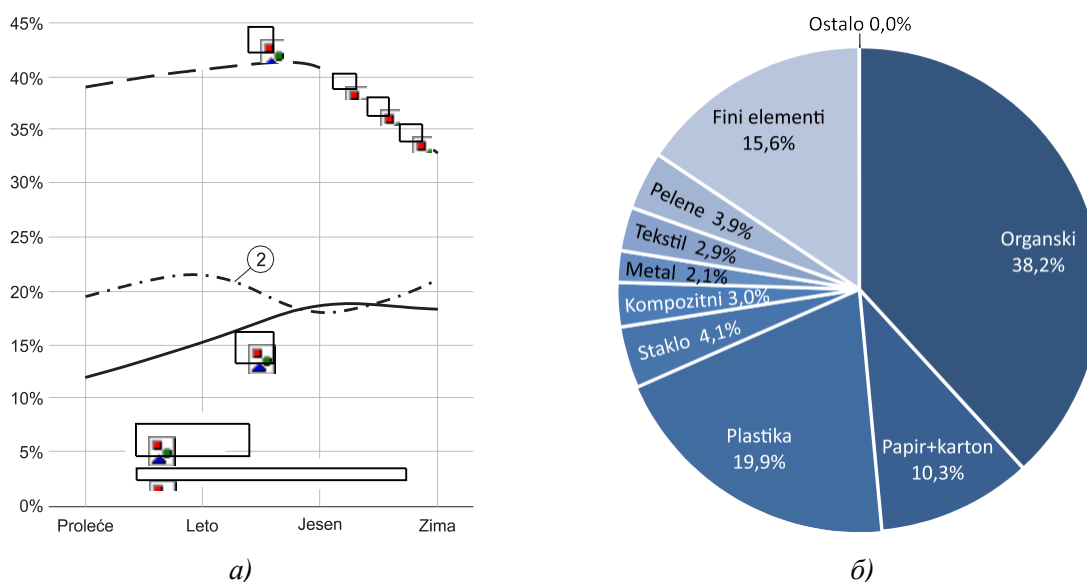 45%
40%
35%
30%
25%
20%
15%
10%
5%
0%
2
Proleće
Leto
Jesen
Zima
а)
Ostalo 0,0%
Fini elementi
15,6%
Pelene 3,9%
Tekstil 2,9%
Metal 2,1%
Kompozitni 3,0%
Staklo 4,1%
Plastika
19,9%
Papir+karton
10,3%
Organski
38,2%
б)